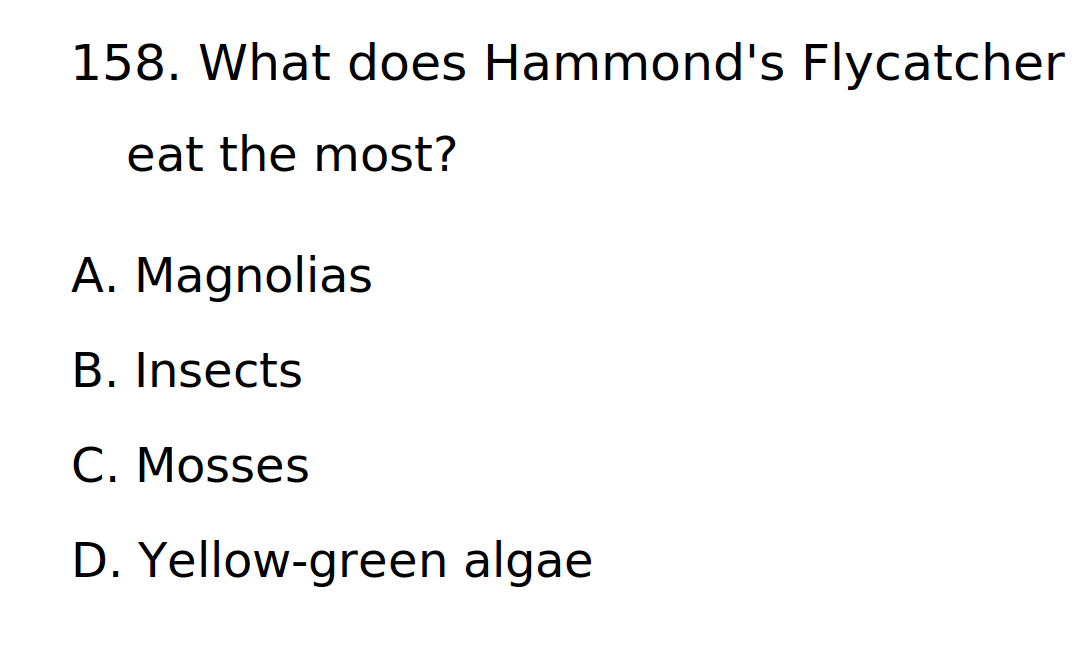 158. What does Hammond's Flycatcher
eat the most?
A. Magnolias
B. Insects
C. Mosses
D. Yellow-green algae